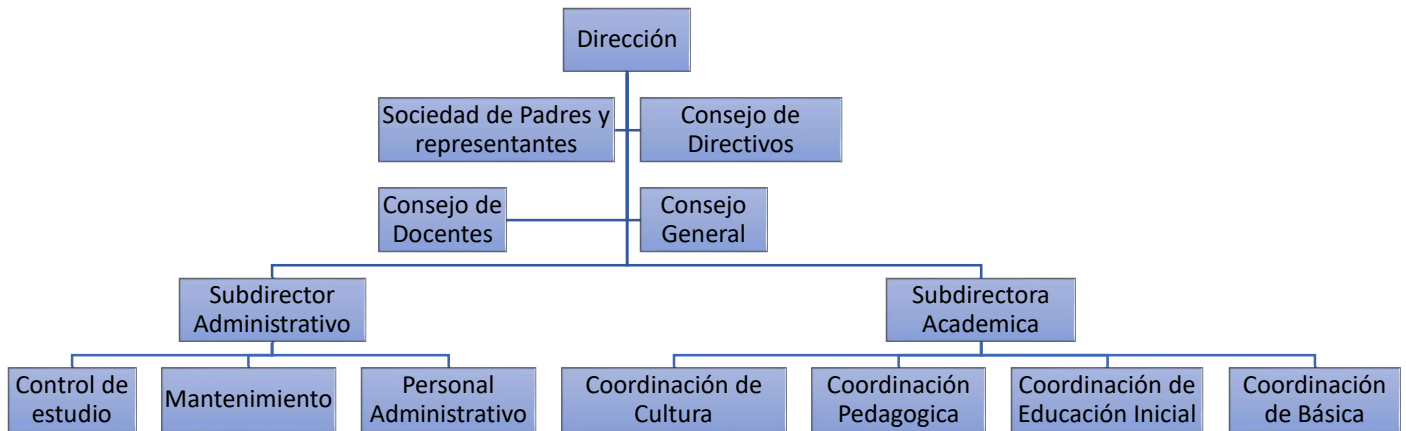 Dirección
Sociedad de Padres y
representantes
Consejo de
Directivos
Consejo de
Docentes
Consejo
General
Subdirector
Administrativo
Subdirectora
Academica
Control de
estudio
Mantenimiento
Personal
Administrativo
Coordinación de
Cultura
Coordinación
Pedagogica
Coordinación de
Educación Inicial
Coordinación
de Básica